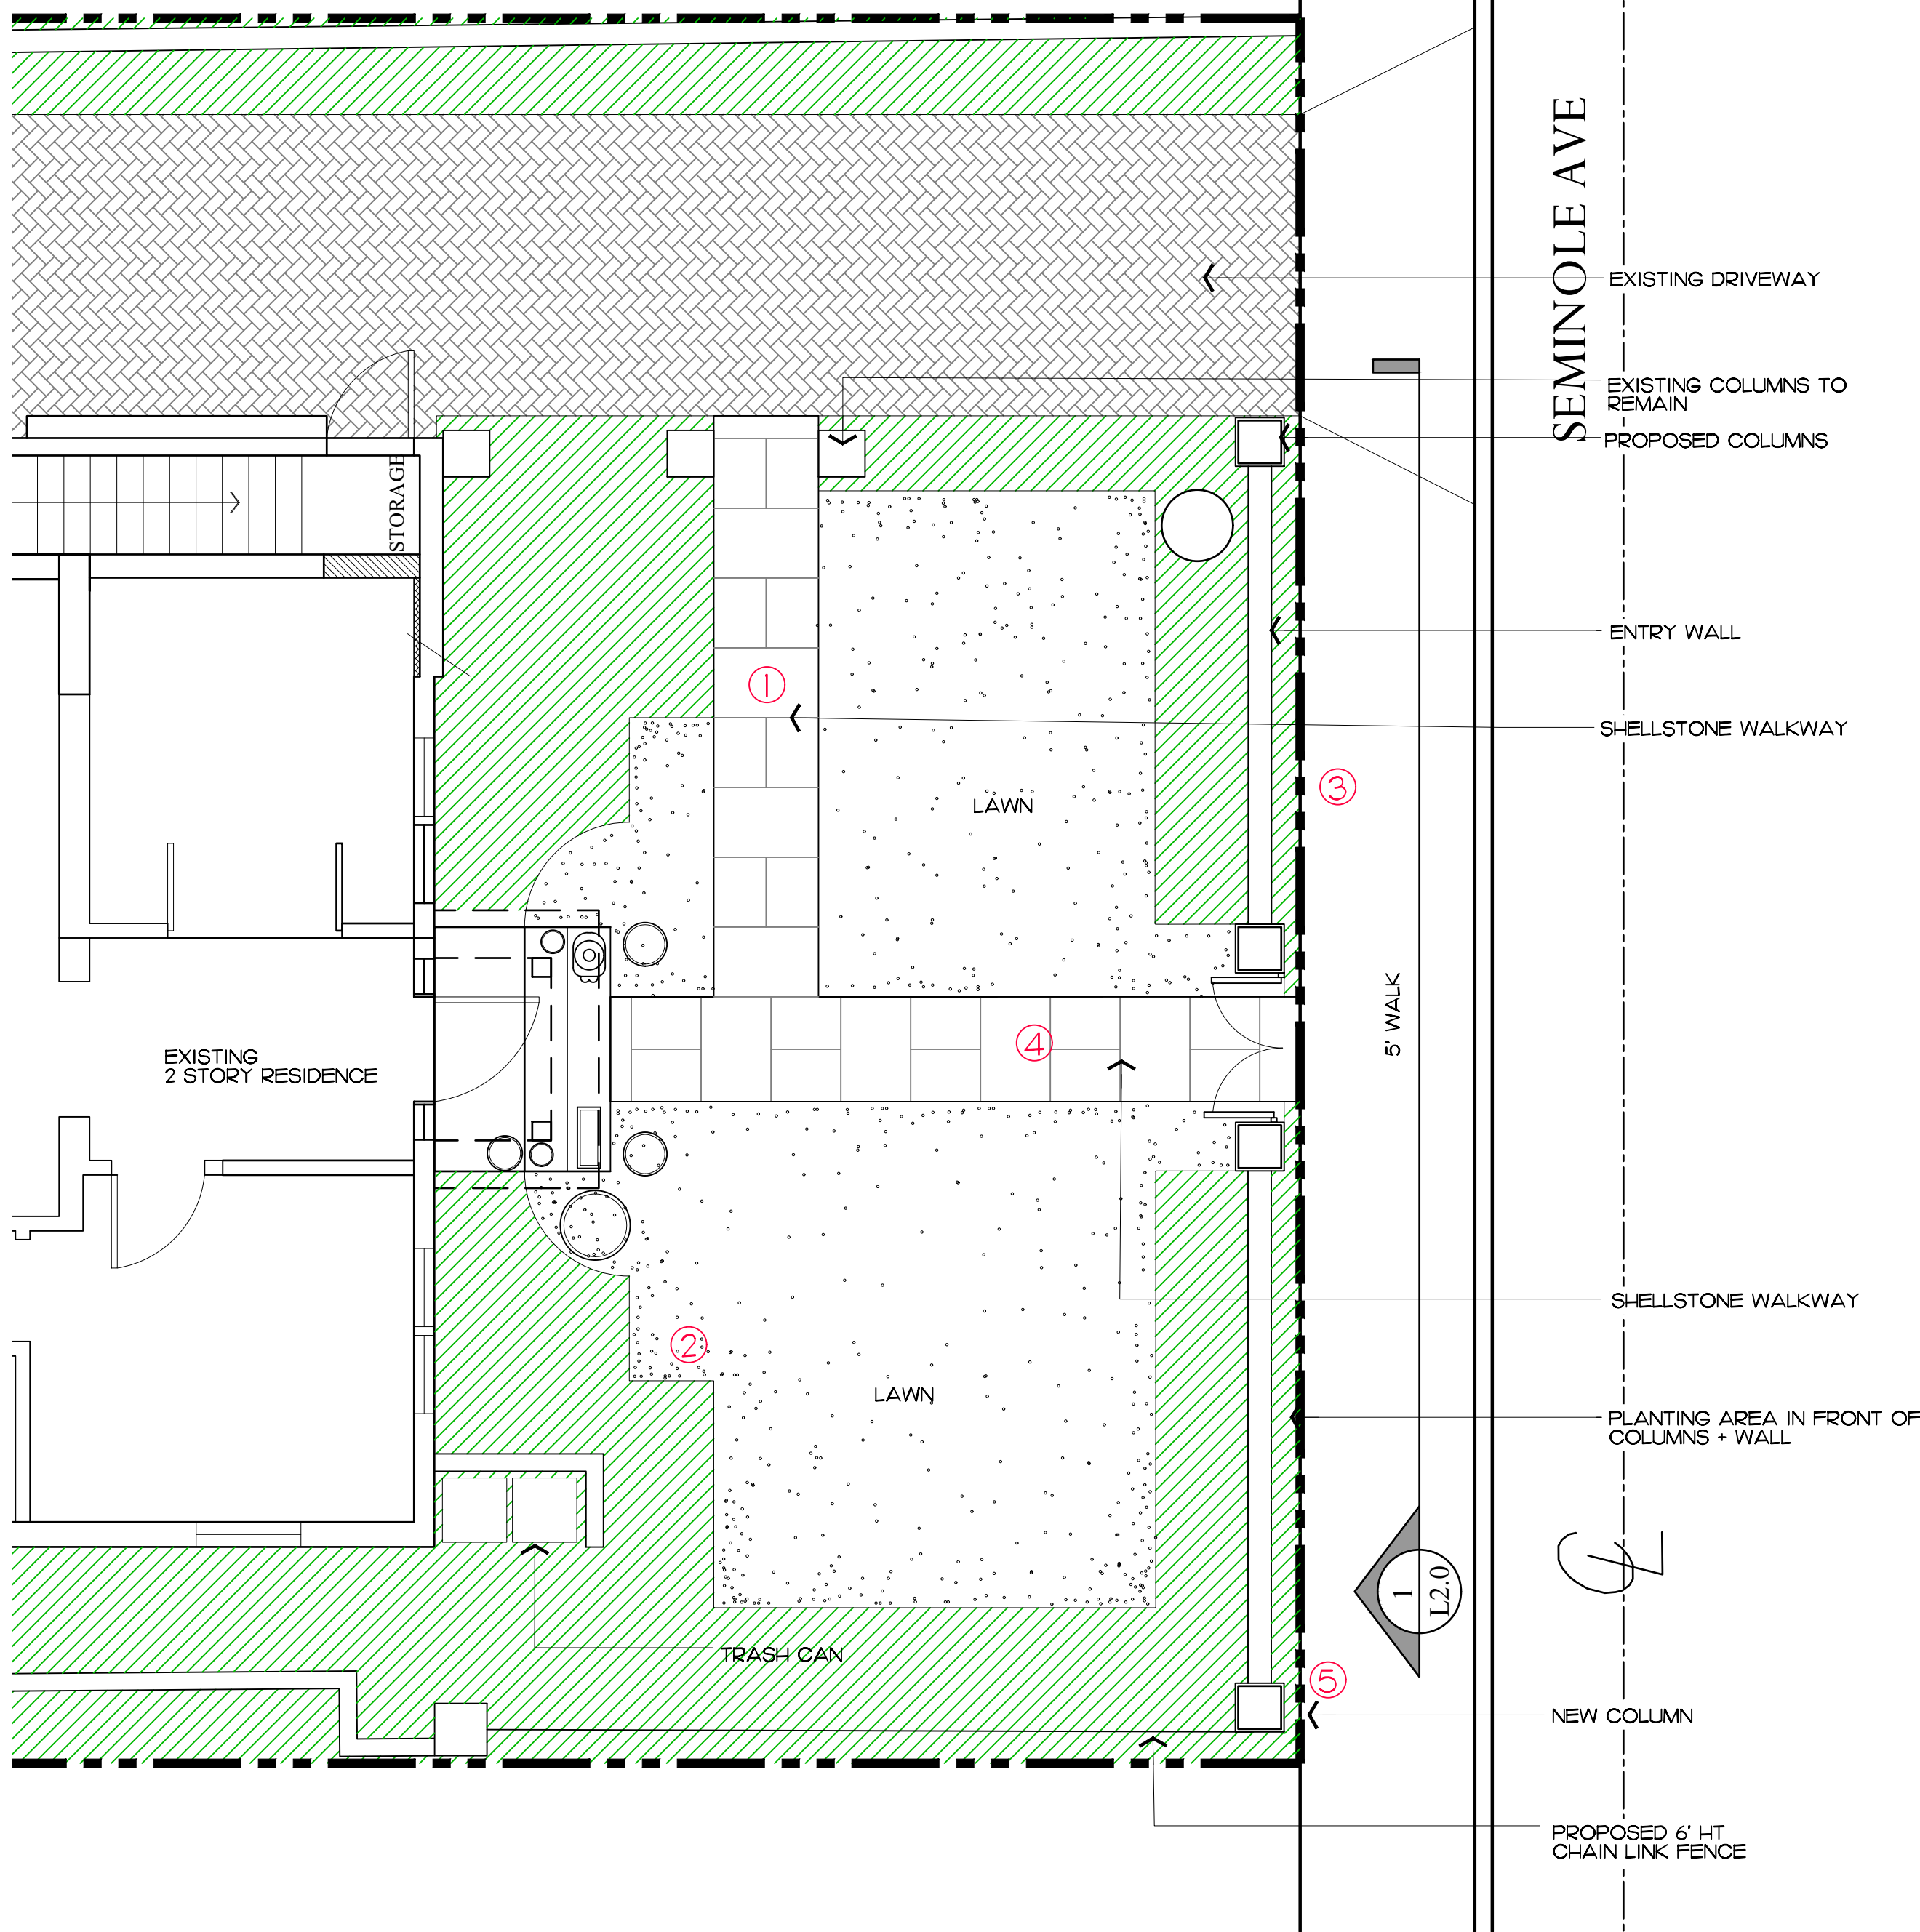 SEMINOLE AVE
EXISTING DRIVEWAY
EXISTING COLUMNS TO
REMAIN
PROPOSED COLUMNS
STORAGE
ENTRY WALL
1
SHELLSTONE WALKWAY
3
LAWN
5' WALK
4
EXISTING
2 STORY RESIDENCE
SHELLSTONE WALKWAY
2
LAWN
PLANTING AREA IN FRONT OF
COLUMNS + WALL
1
L2.0
CL
TRASH CAN
5
NEW COLUMN
PROPOSED 6' HT
CHAIN LINK FENCE